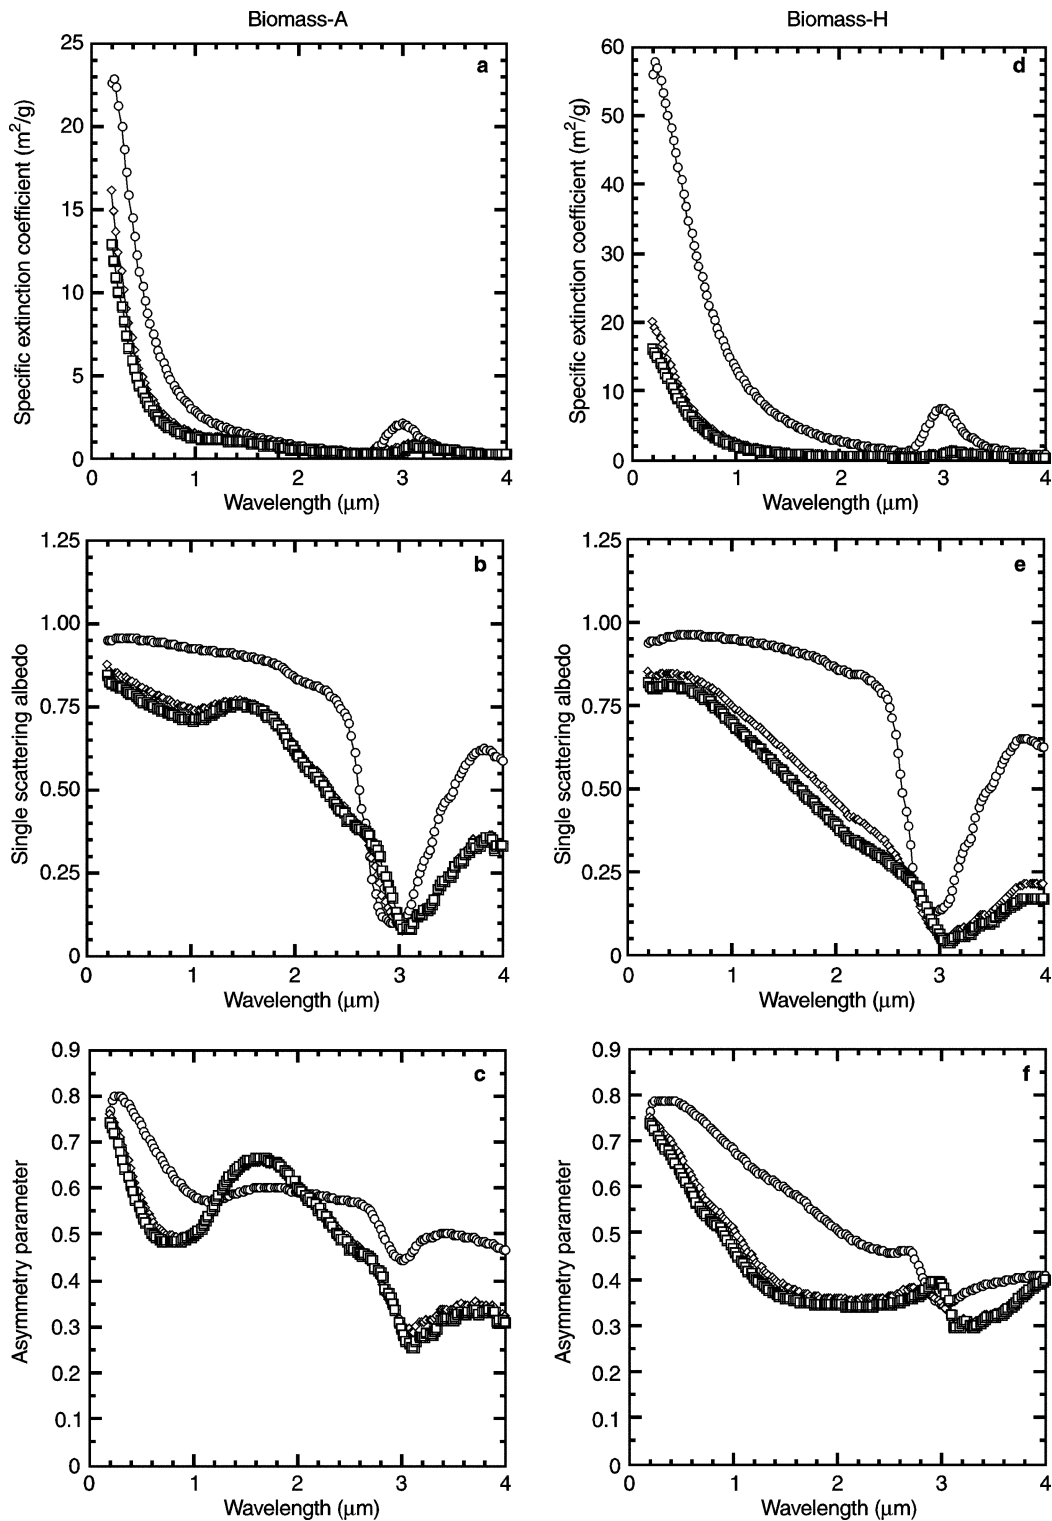 Biomass-A
Biomass-H
a
25
20
15
10
5
0
Specific extinction coefficient (m²/g)
0 1 2 3 4
Wavelength (μm)
d
60
50
40
30
20
10
0
Specific extinction coefficient (m²/g)
0 1 2 3 4
Wavelength (μm)
b
1.25
1.00
0.75
0.50
0.25
0
Single scattering albedo
0 1 2 3 4
Wavelength (μm)
e
1.25
1.00
0.75
0.50
0.25
0
Single scattering albedo
0 1 2 3 4
Wavelength (μm)
c
0.9
0.8
0.7
0.6
0.5
0.4
0.3
0.2
0.1
0
Asymmetry parameter
0 1 2 3 4
Wavelength (μm)
f
0.9
0.8
0.7
0.6
0.5
0.4
0.3
0.2
0.1
0
Asymmetry parameter
0 1 2 3 4
Wavelength (μm)